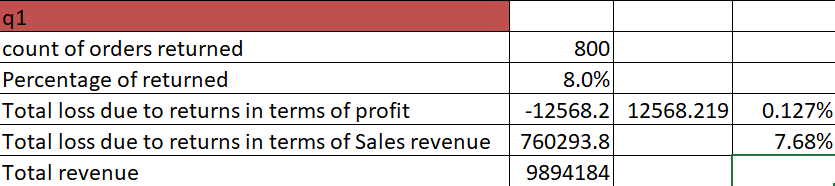 q1
count of orders returned 800
Percentage of returned 8.0%
Total loss due to returns in terms of profit -12568.2 12568.219 0.127%
Total loss due to returns in terms of Sales revenue 760293.8 7.68%
Total revenue 9894184